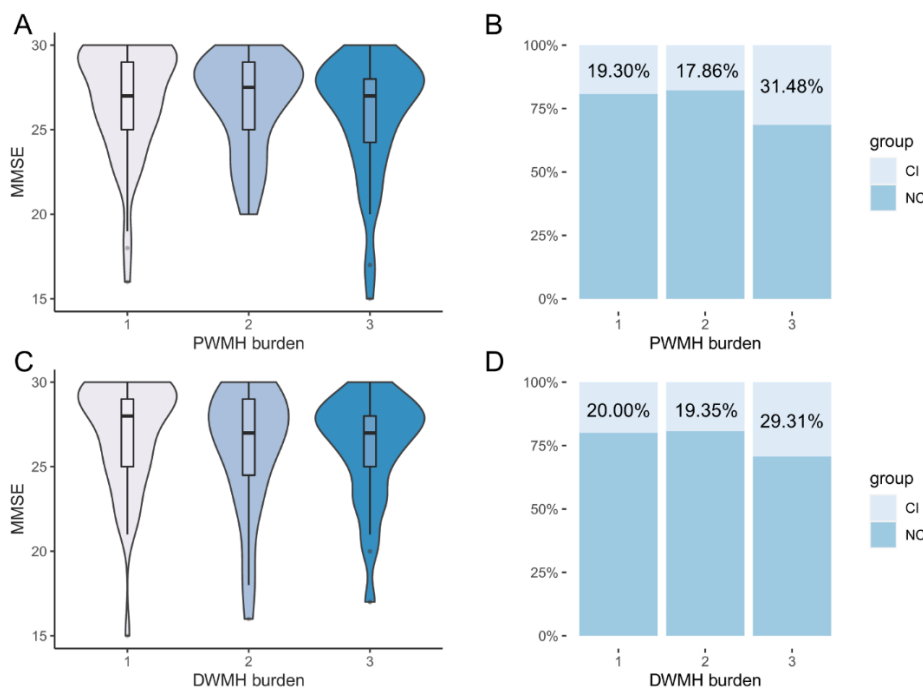 A
30
25
20
15
MMSE
1
2
3
PWMH burden
B
100%
75%
50%
25%
0%
19.30%
17.86%
31.48%
1
2
3
PWMH burden
group
CI
NC
C
30
25
20
15
MMSE
1
2
3
DWMH burden
D
100%
75%
50%
25%
0%
20.00%
19.35%
29.31%
1
2
3
DWMH burden
group
CI
NC